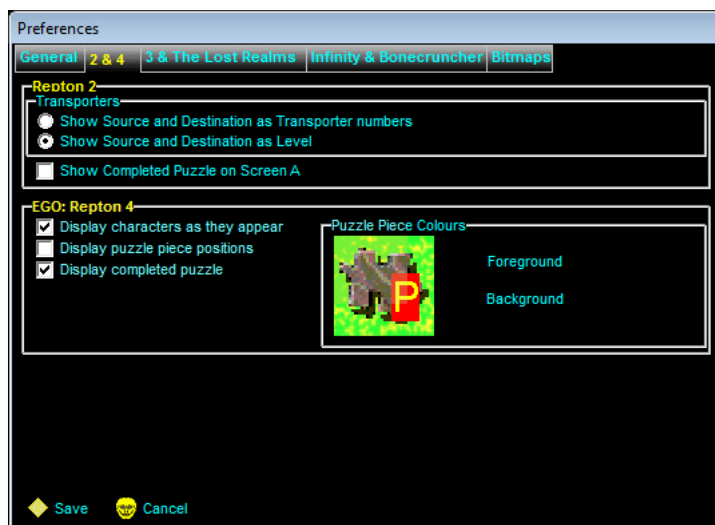 Preferences
General 2 & 4 3 & The Lost Realms Infinity & Bonecruncher Bitmaps
Repton 2
Transporters
Show Source and Destination as Transporter numbers
Show Source and Destination as Level
Show Completed Puzzle on Screen A
EGO: Repton 4
Display characters as they appear
Display puzzle piece positions
Display completed puzzle
Puzzle Piece Colours
P
Foreground
Background
Save Cancel